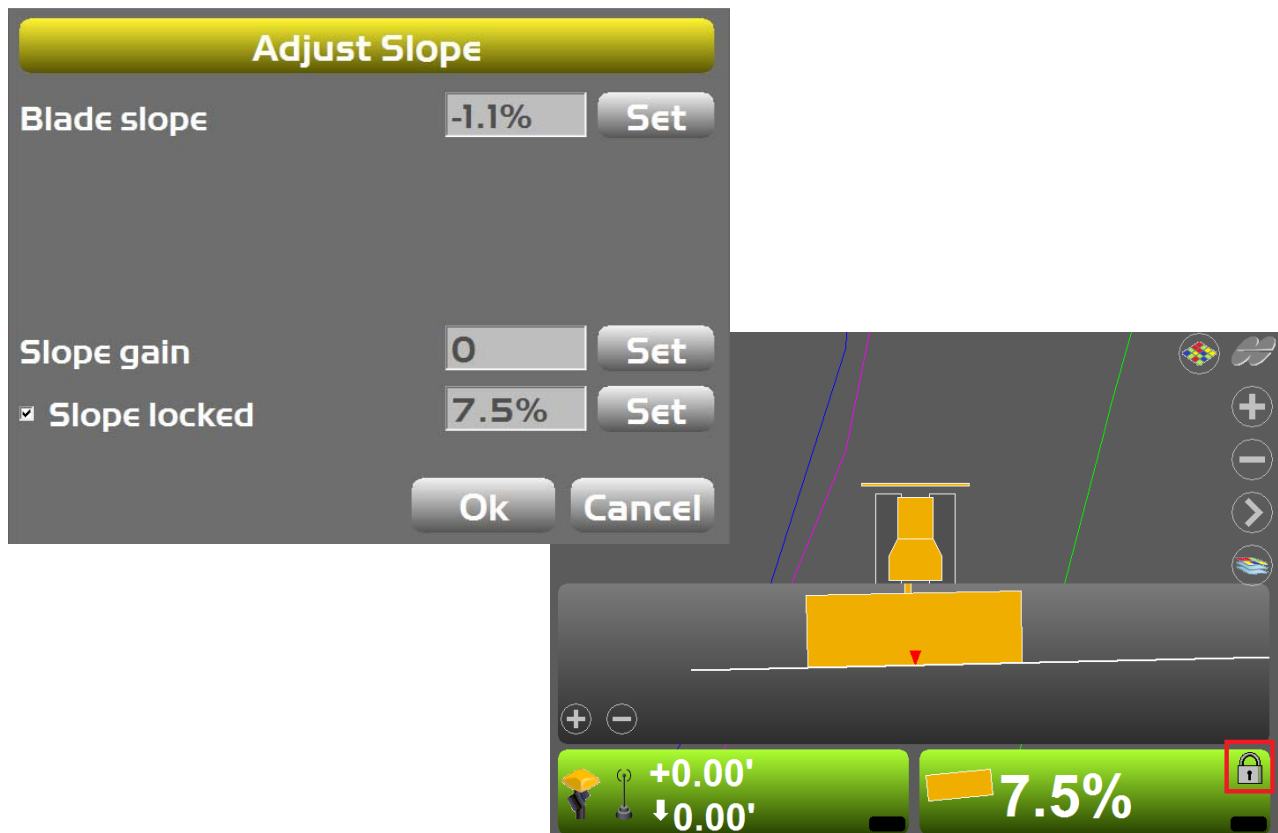 Adjust Slope
Blade slope -1.1% Set
Slope gain 0 Set
Slope locked 7.5% Set
Ok Cancel
+0.00'
0.00'
7.5%